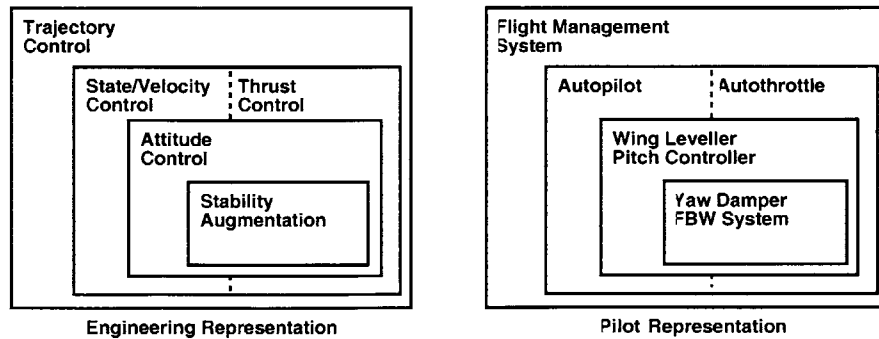 Trajectory
Control
State/Velocity
Control
Thrust
Control
Attitude
Control
Stability
Augmentation
Engineering Representation
Flight Management
System
Autopilot
Autothrottle
Wing Leveller
Pitch Controller
Yaw Damper
FBW System
Pilot Representation